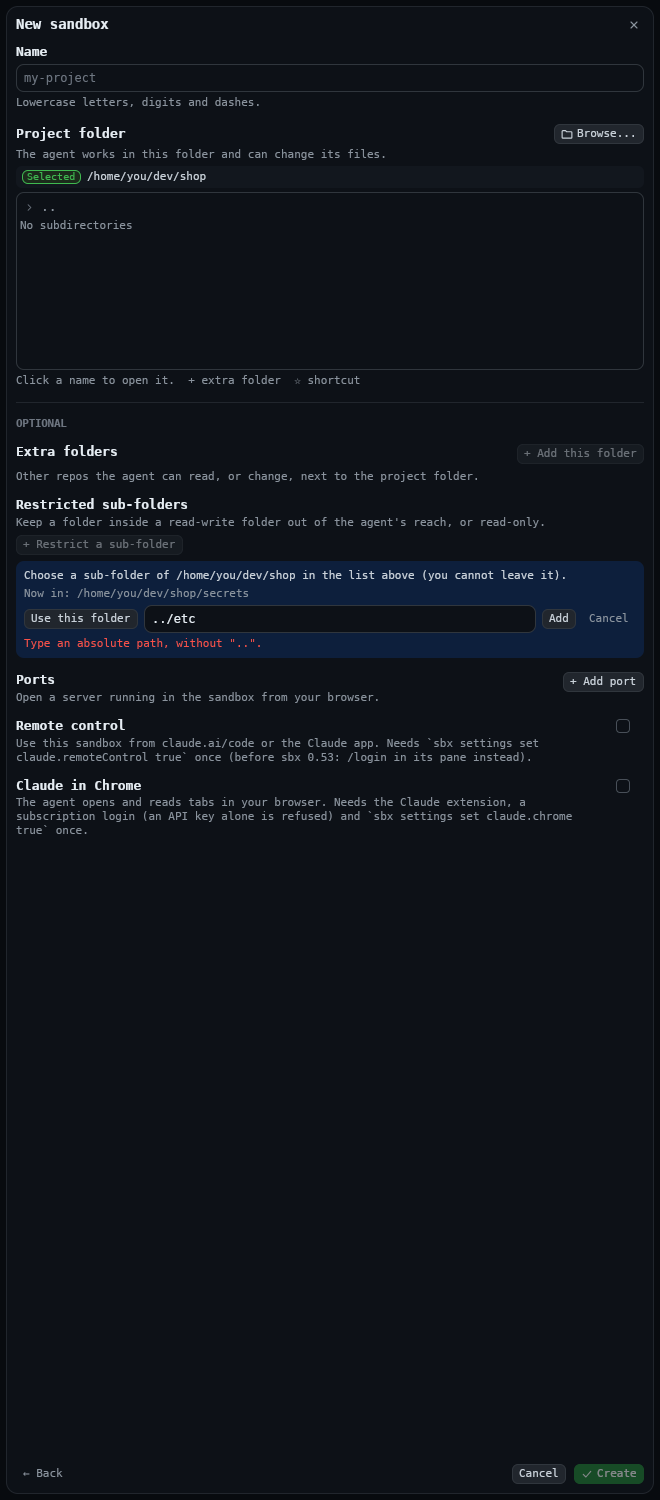 New sandbox
×
Name
my-project
Lowercase letters, digits and dashes.
Project folder
Browse...
The agent works in this folder and can change its files.
Selected /home/you/dev/shop
› ..
No subdirectories
Click a name to open it. + extra folder ☆ shortcut
OPTIONAL
Extra folders
+ Add this folder
Other repos the agent can read, or change, next to the project folder.
Restricted sub-folders
Keep a folder inside a read-write folder out of the agent's reach, or read-only.
+ Restrict a sub-folder
Choose a sub-folder of /home/you/dev/shop in the list above (you cannot leave it).
Now in: /home/you/dev/shop/secrets
Use this folder ../etc Add Cancel
Type an absolute path, without "..".
Ports
+ Add port
Open a server running in the sandbox from your browser.
Remote control
Use this sandbox from claude.ai/code or the Claude app. Needs `sbx settings set
claude.remoteControl true` once (before sbx 0.53: /login in its pane instead).
Claude in Chrome
The agent opens and reads tabs in your browser. Needs the Claude extension, a
subscription login (an API key alone is refused) and `sbx settings set claude.chrome
true` once.
← Back Cancel ✓ Create